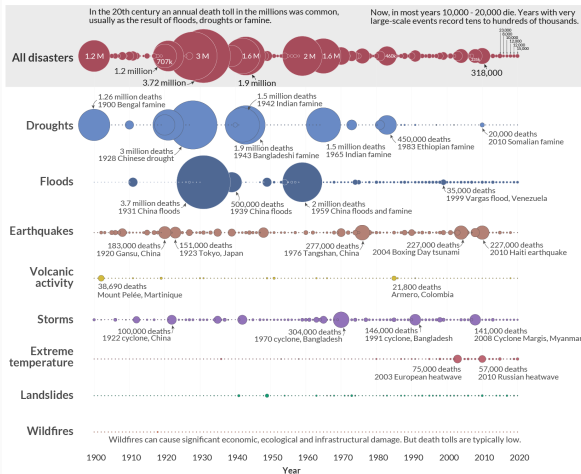 In the 20th century an annual death toll in the millions was common,
usually as the result of floods, droughts or famine.
Now, in most years 10,000 - 20,000 die. Years with very
large-scale events record tens to hundreds of thousands.
All disasters
1.2 M
707k
3 M
1.6 M
2 M
1.6 M
1.2 million
3.72 million
1.9 million
318,000
Droughts
1.26 million deaths
1900 Bengal famine
3 million deaths
1928 Chinese drought
1.5 million deaths
1942 Indian famine
1.9 million deaths
1943 Bangladeshi famine
1.5 million deaths
1965 Indian famine
450,000 deaths
1983 Ethiopian famine
20,000 deaths
2010 Somalian famine
Floods
3.7 million deaths
1931 China floods
500,000 deaths
1939 China floods
2 million deaths
1959 China floods and famine
35,000 deaths
1999 Vargas flood, Venezuela
Earthquakes
183,000 deaths
1920 Gansu, China
151,000 deaths
1923 Tokyo, Japan
277,000 deaths
1976 Tangshan, China
227,000 deaths
2004 Boxing Day tsunami
227,000 deaths
2010 Haiti earthquake
Volcanic
activity
38,690 deaths
Mount Pelée, Martinique
21,800 deaths
Armero, Colombia
Storms
100,000 deaths
1922 cyclone, China
304,000 deaths
1970 cyclone, Bangladesh
146,000 deaths
1991 cyclone, Bangladesh
141,000 deaths
2008 Cyclone Margis, Myanmar
Extreme
temperature
75,000 deaths
2003 European heatwave
57,000 deaths
2010 Russian heatwave
Landslides
Wildfires
Wildfires can cause significant economic, ecological and infrastructural damage. But death tolls are typically low.
1900 1910 1920 1930 1940 1950 1960 1970 1980 1990 2000 2010 2020
Year